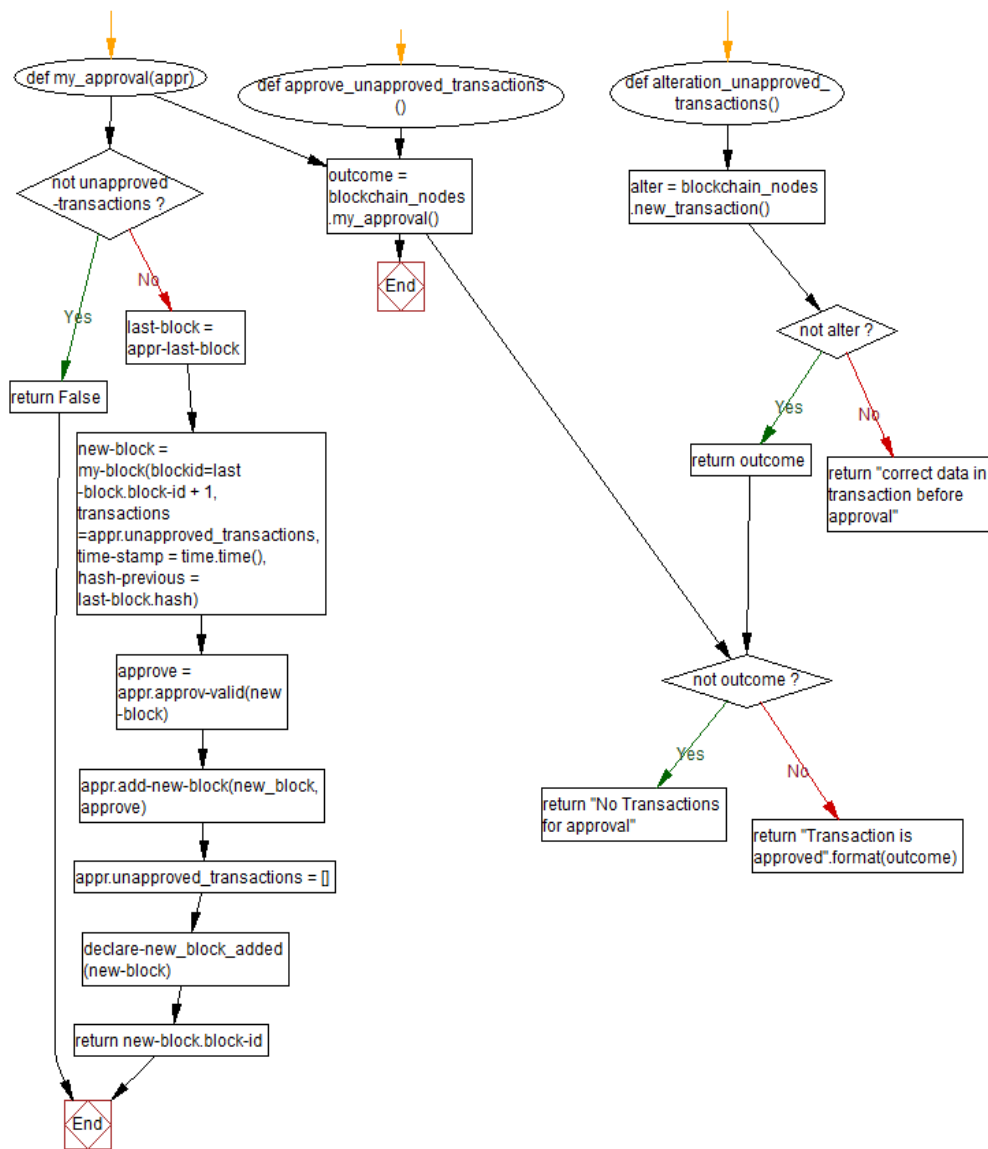 def my_approval(appr)
not unapproved
-transactions ?
Yes
No
return False
last-block =
appr-last-block
new-block =
my-block(blockid=last
-block.block-id + 1,
transactions
=appr.unapproved_transactions,
time-stamp = time.time(),
hash-previous =
last-block.hash)
approve =
appr.approv-valid(new
-block)
appr.add-new-block(new_block,
approve)
appr.unapproved_transactions = []
declare-new_block_added
(new-block)
return new-block.block-id
End
def approve_unapproved_transactions
()
outcome =
blockchain_nodes
.my_approval()
End
def alteration_unapproved_
transactions()
alter = blockchain_nodes
.new_transaction()
not alter ?
Yes
No
return outcome
return "correct data in
transaction before
approval"
not outcome ?
Yes
No
return "No Transactions
for approval"
return "Transaction is
approved".format(outcome)